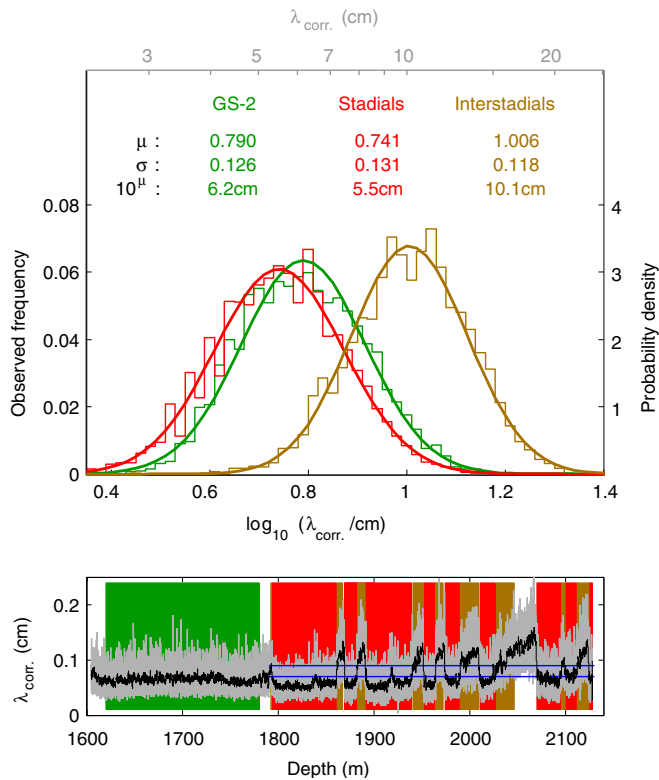 λcorr. (cm)
3 5 7 10 20
GS-2 Stadials Interstadials
μ : 0.790 0.741 1.006
σ : 0.126 0.131 0.118
10^μ : 6.2cm 5.5cm 10.1cm
0.08
0.06
0.04
0.02
0
Observed frequency
4
3
2
1
Probability density
0.4 0.6 0.8 1 1.2 1.4
log10 (λcorr. /cm)
0.2
0.1
0
λcorr. (cm)
1600 1700 1800 1900 2000 2100
Depth (m)